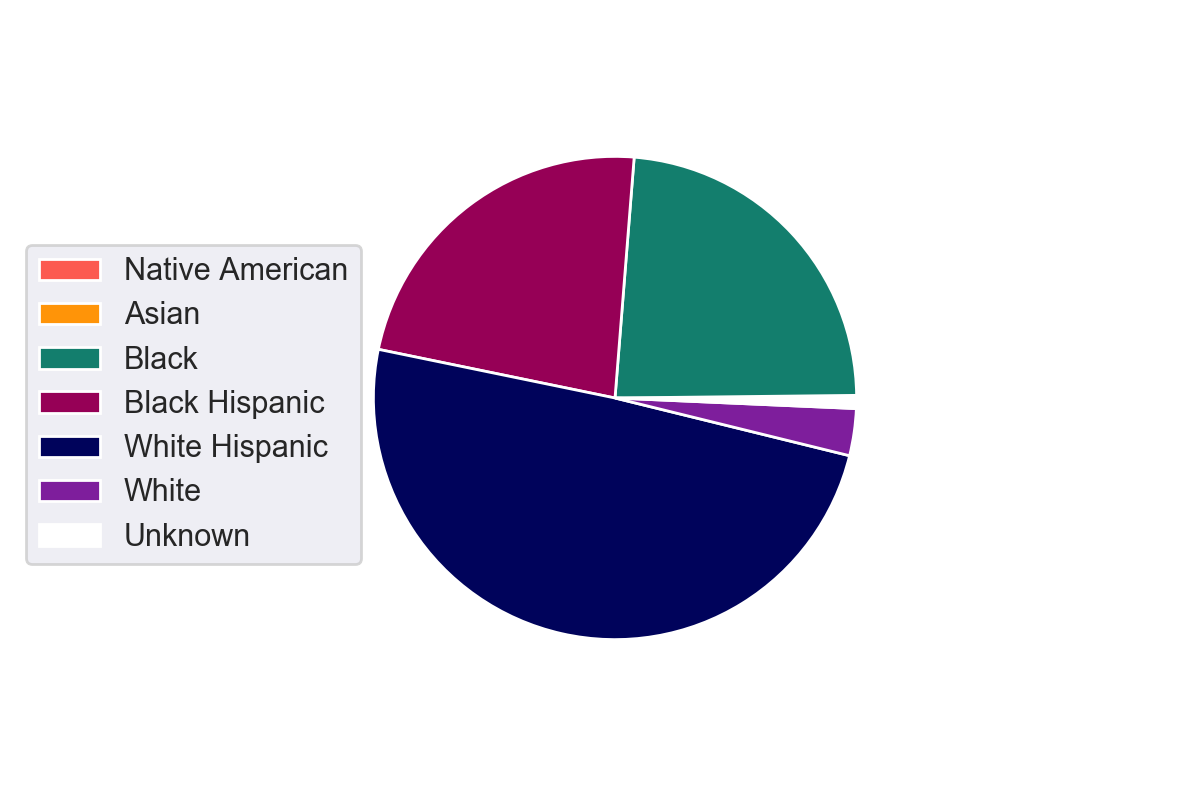 Native American
Asian
Black
Black Hispanic
White Hispanic
White
Unknown